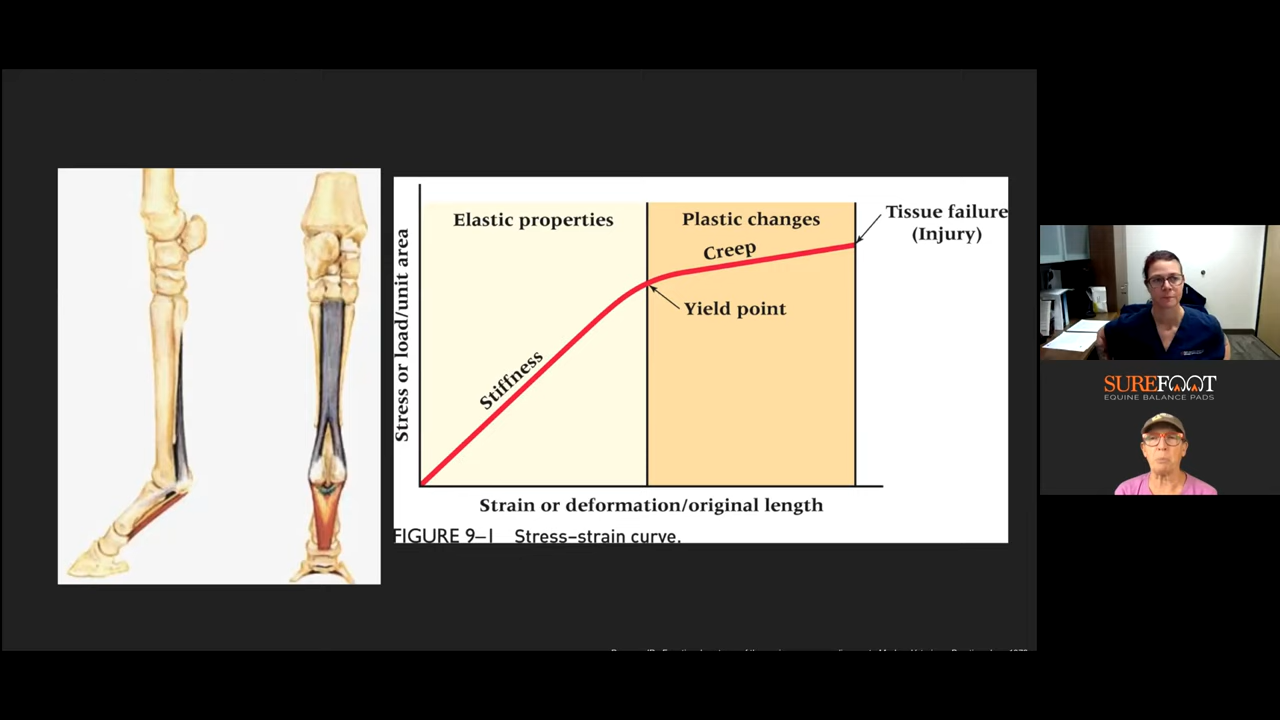 Elastic properties
Plastic changes
Tissue failure
(Injury)
Creep
Yield point
Stiffness
Stress or load/unit area
Strain or deformation/original length
FIGURE 9–1 Stress–strain curve.
SUREFOOT
EQUINE BALANCE PADS